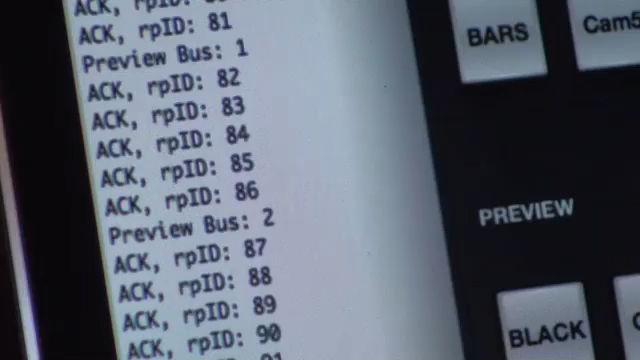 ACK, rpID:
ACK, rpID: 81
Preview Bus: 1
ACK, rpID: 82
ACK, rpID: 83
ACK, rpID: 84
ACK, rpID: 85
ACK, rpID: 86
Preview Bus: 2
ACK, rpID: 87
ACK, rpID: 88
ACK, rpID: 89
ACK, rpID: 90
BARS
Cam5
PREVIEW
BLACK